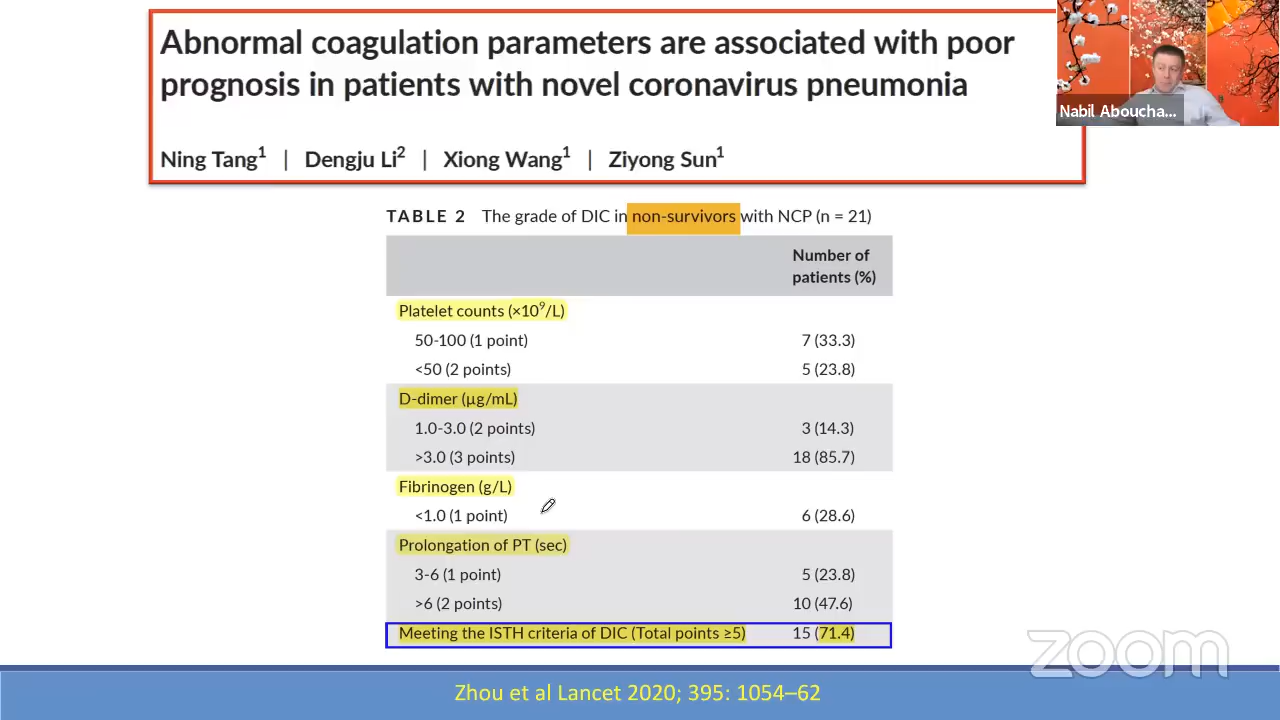 Abnormal coagulation parameters are associated with poor
prognosis in patients with novel coronavirus pneumonia
Ning Tang1 | Dengju Li2 | Xiong Wang1 | Ziyong Sun1
Nabil Aboucha...
TABLE 2 The grade of DIC in non-survivors with NCP (n = 21)
Number of
patients (%)
Platelet counts (×10⁹/L)
50-100 (1 point) 7 (33.3)
<50 (2 points) 5 (23.8)
D-dimer (µg/mL)
1.0-3.0 (2 points) 3 (14.3)
>3.0 (3 points) 18 (85.7)
Fibrinogen (g/L)
<1.0 (1 point) 6 (28.6)
Prolongation of PT (sec)
3-6 (1 point) 5 (23.8)
>6 (2 points) 10 (47.6)
Meeting the ISTH criteria of DIC (Total points ≥5) 15 (71.4)
zoom
Zhou et al Lancet 2020; 395: 1054–62